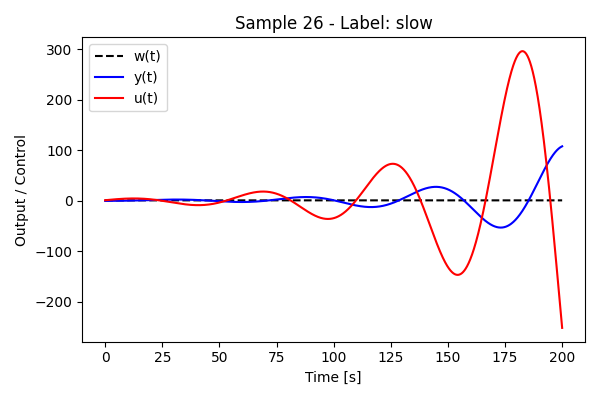 Sample 26 - Label: slow
w(t)
y(t)
u(t)
Output / Control
300
200
100
0
−100
−200
0 25 50 75 100 125 150 175 200
Time [s]